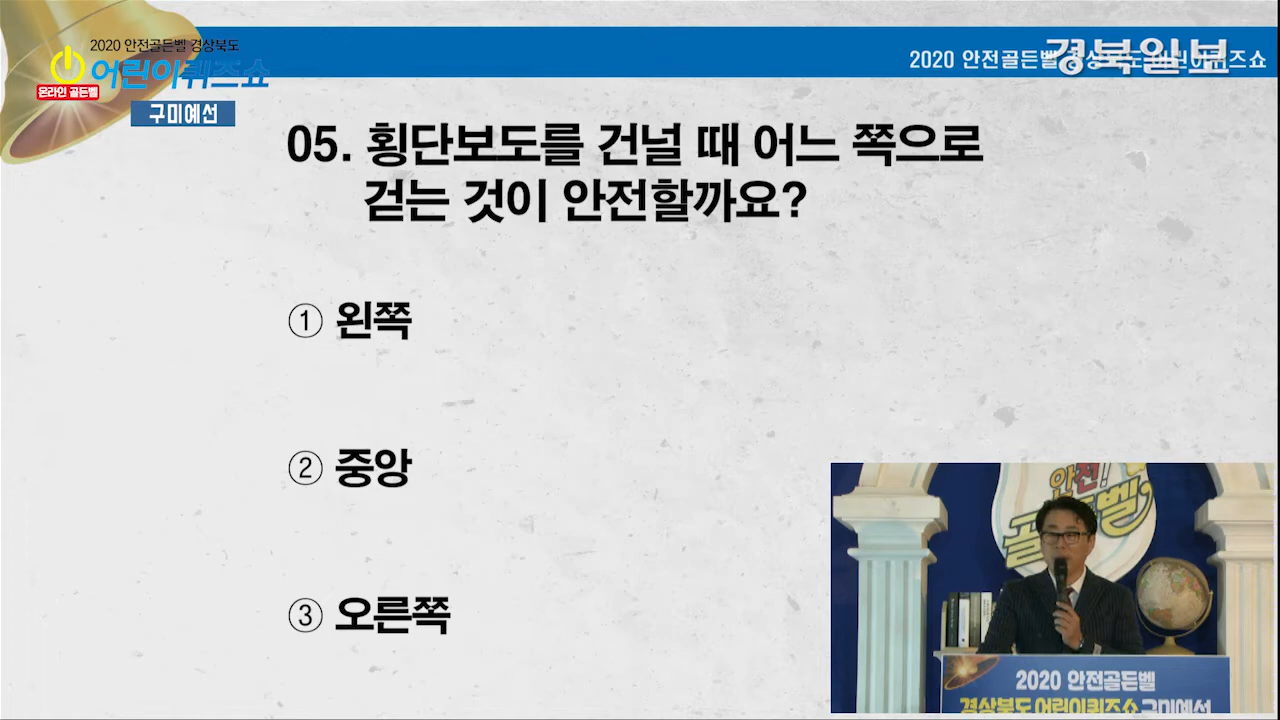 2020 안전골든벨 경상북도
어린이퀴즈쇼
온라인 골든벨
구미예선
2020 안전골든벨 경상북도 어린이퀴즈쇼
경북일보
05. 횡단보도를 건널 때 어느 쪽으로
걷는 것이 안전할까요?
① 왼쪽
② 중앙
③ 오른쪽
안전!
골든벨
2020 안전골든벨
경상북도 어린이퀴즈쇼 구미예선